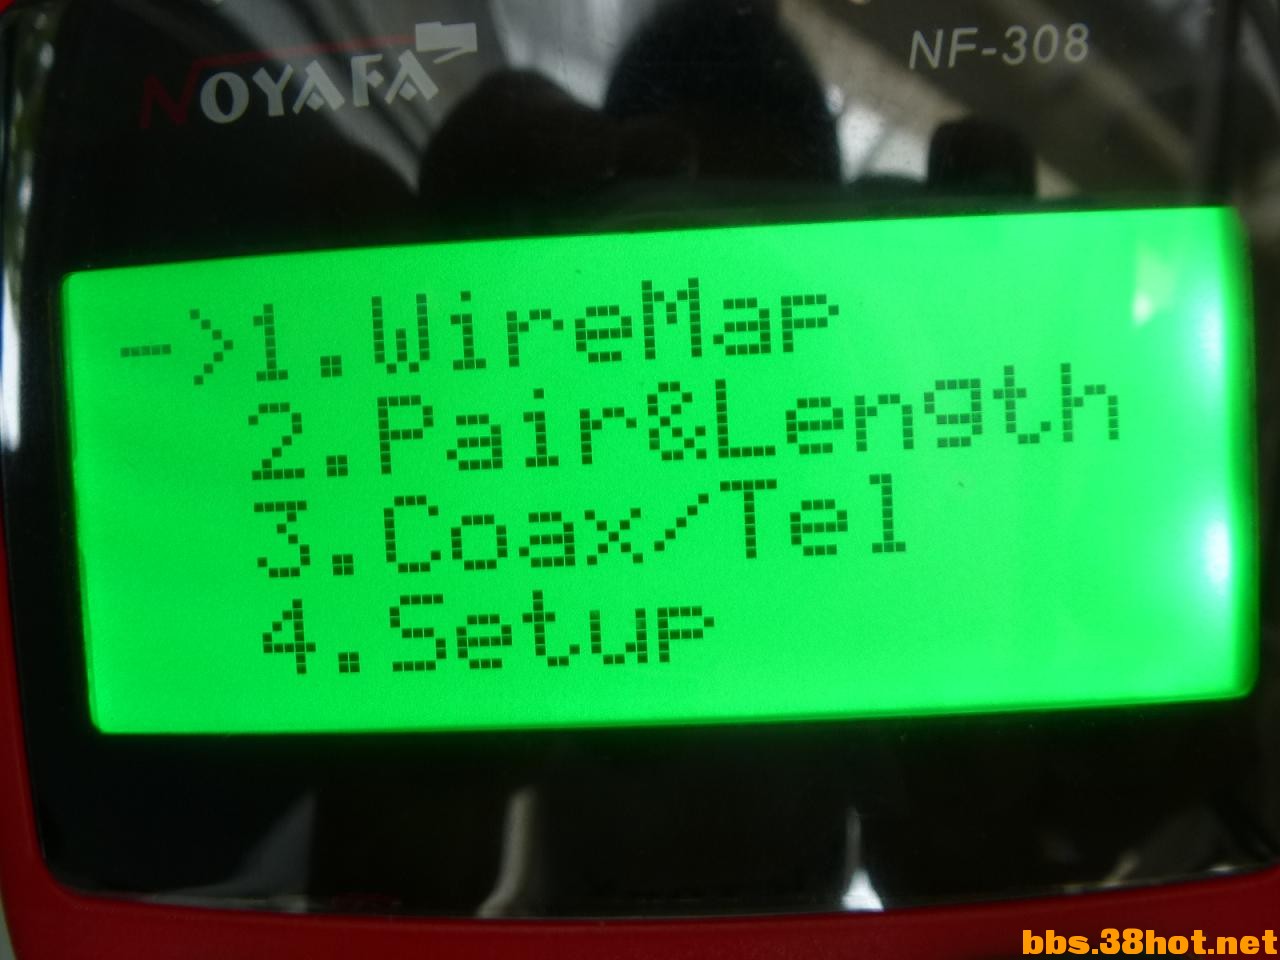 NOYAFA
NF-308
->1.WireMap
2.Pair&Length
3.Coax/Tel
4.Setup
bbs.38hot.net